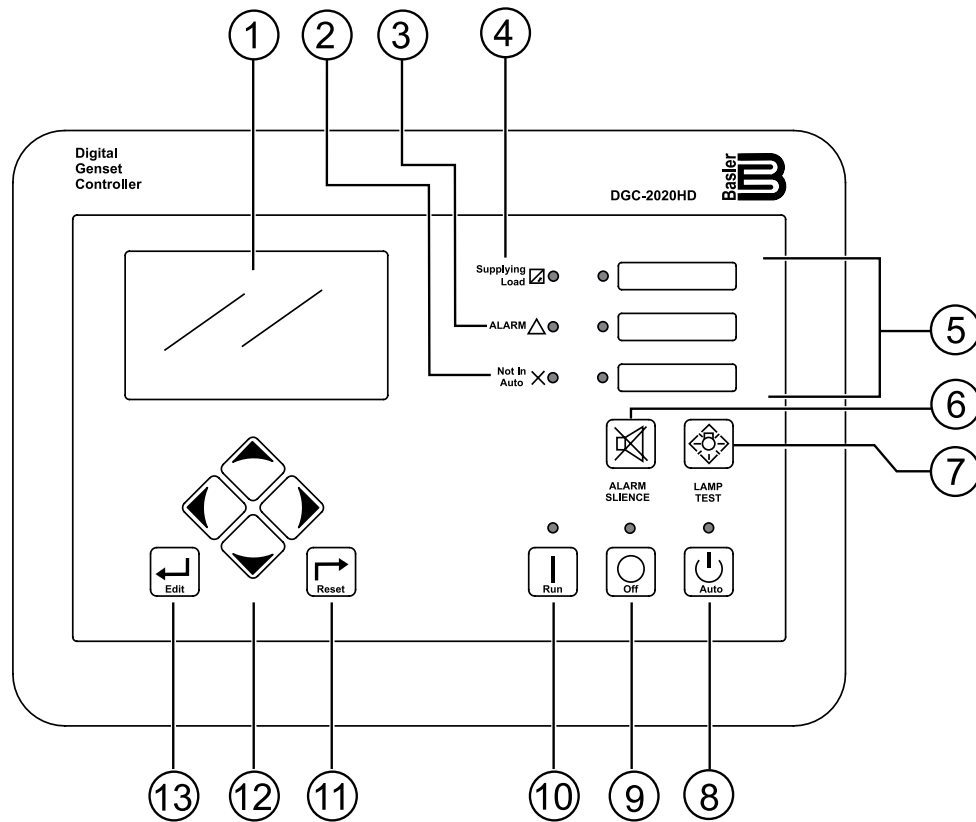 1 2 3 4
Digital
Genset
Controller
DGC-2020HD
Basler
Supplying
Load
ALARM
Not In
Auto
5
6
7
ALARM
SLIENCE
LAMP
TEST
Edit
Reset
Run
Off
Auto
13 12 11 10 9 8